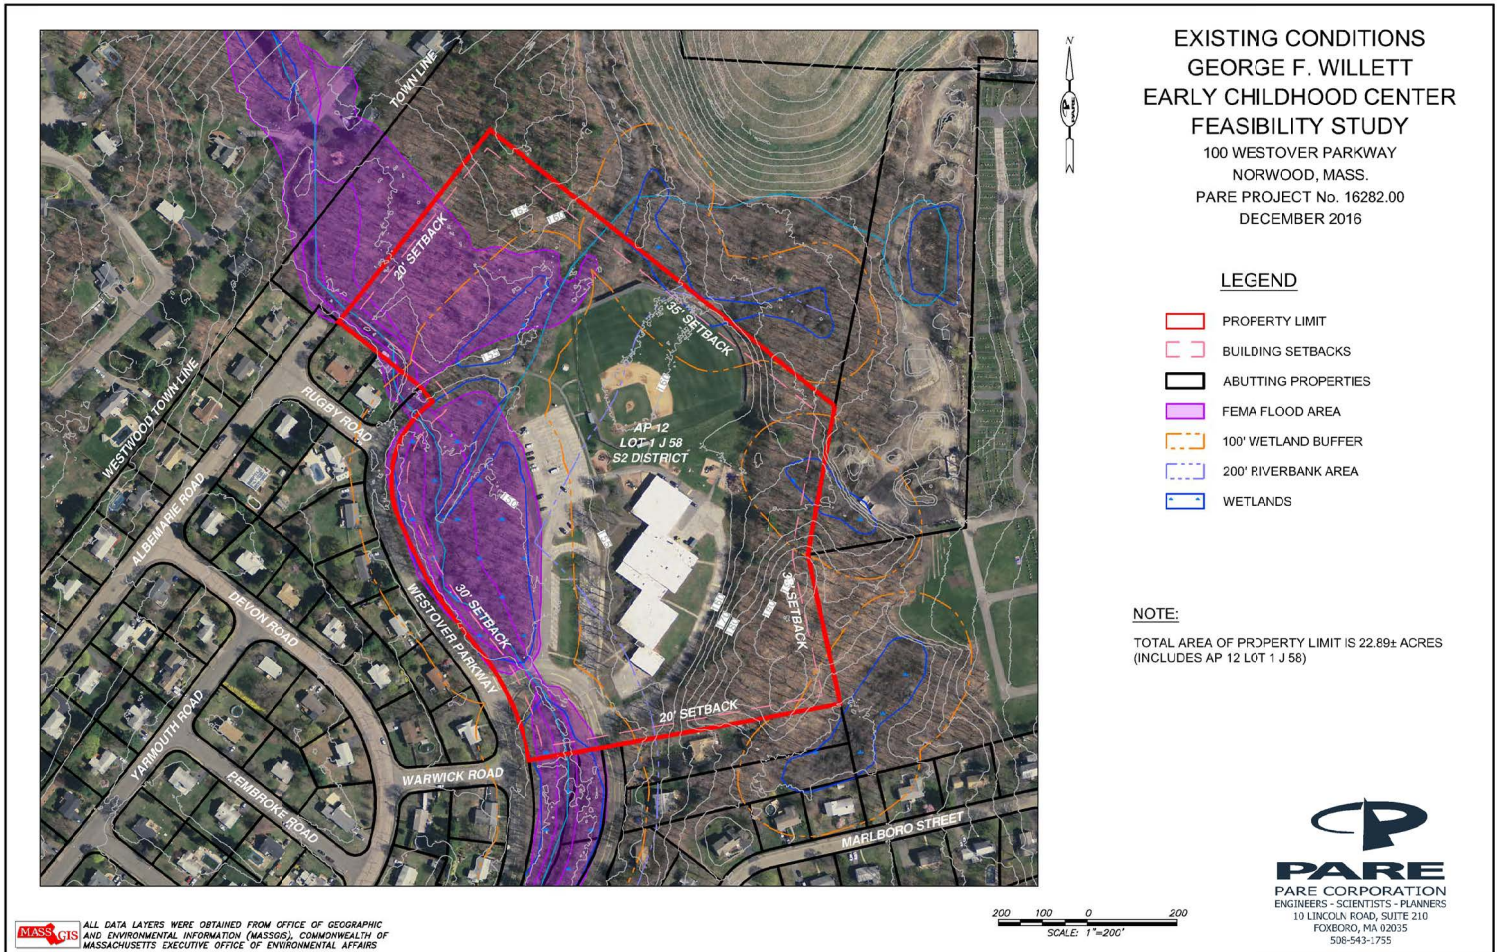 EXISTING CONDITIONS
GEORGE F. WILLETT
EARLY CHILDHOOD CENTER
FEASIBILITY STUDY
100 WESTOVER PARKWAY
NORWOOD, MASS.
PARE PROJECT No. 16282.00
DECEMBER 2016
N
PARE
LEGEND
PROPERTY LIMIT
BUILDING SETBACKS
ABUTTING PROPERTIES
FEMA FLOOD AREA
100' WETLAND BUFFER
200' RIVERBANK AREA
WETLANDS
NOTE:
TOTAL AREA OF PROPERTY LIMIT IS 22.89± ACRES
(INCLUDES AP 12 LOT 1 J 58)
TOWN LINE
20' SETBACK
35' SETBACK
WESTWOOD TOWN LINE
RUGBY ROAD
AP 12
LOT 1 J 58
S2 DISTRICT
ALBEMARLE ROAD
DEVON ROAD
30' SETBACK
WESTOVER PARKWAY
SETBACK
20' SETBACK
YARMOUTH ROAD
PEMBROKE ROAD
WARWICK ROAD
MARLBORO STREET
PARE
PARE CORPORATION
ENGINEERS - SCIENTISTS - PLANNERS
10 LINCOLN ROAD, SUITE 210
FOXBORO, MA 02035
508-543-1755
MASS GIS
ALL DATA LAYERS WERE OBTAINED FROM OFFICE OF GEOGRAPHIC
AND ENVIRONMENTAL INFORMATION (MASSGIS), COMMONWEALTH OF
MASSACHUSETTS EXECUTIVE OFFICE OF ENVIRONMENTAL AFFAIRS
200 100 0 200
SCALE: 1"=200'